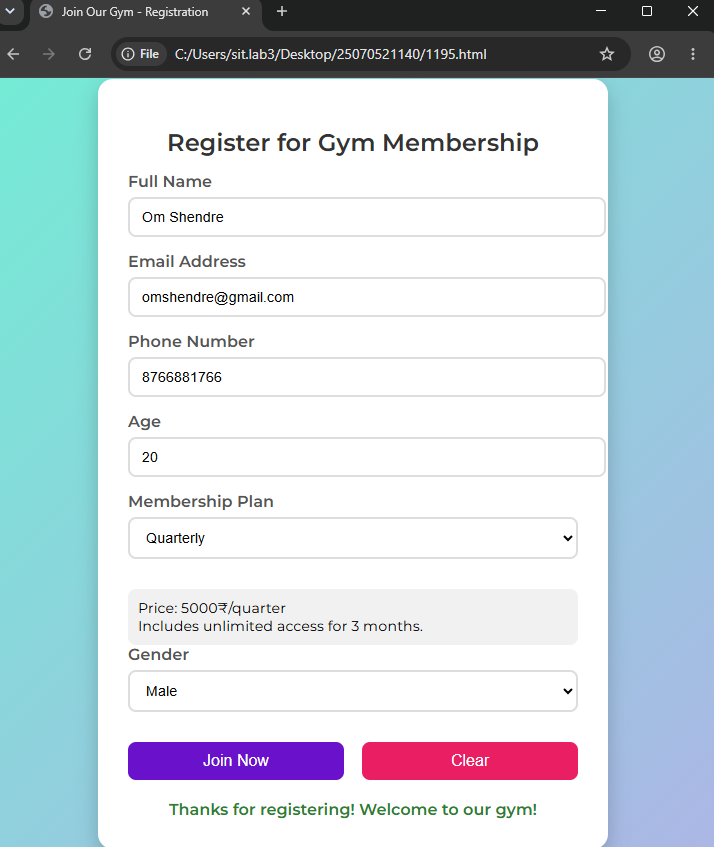 Join Our Gym - Registration
File C:/Users/sit.lab3/Desktop/25070521140/1195.html
Register for Gym Membership
Full Name
Om Shendre
Email Address
omshendre@gmail.com
Phone Number
8766881766
Age
20
Membership Plan
Quarterly
Price: 5000₹/quarter
Includes unlimited access for 3 months.
Gender
Male
Join Now Clear
Thanks for registering! Welcome to our gym!